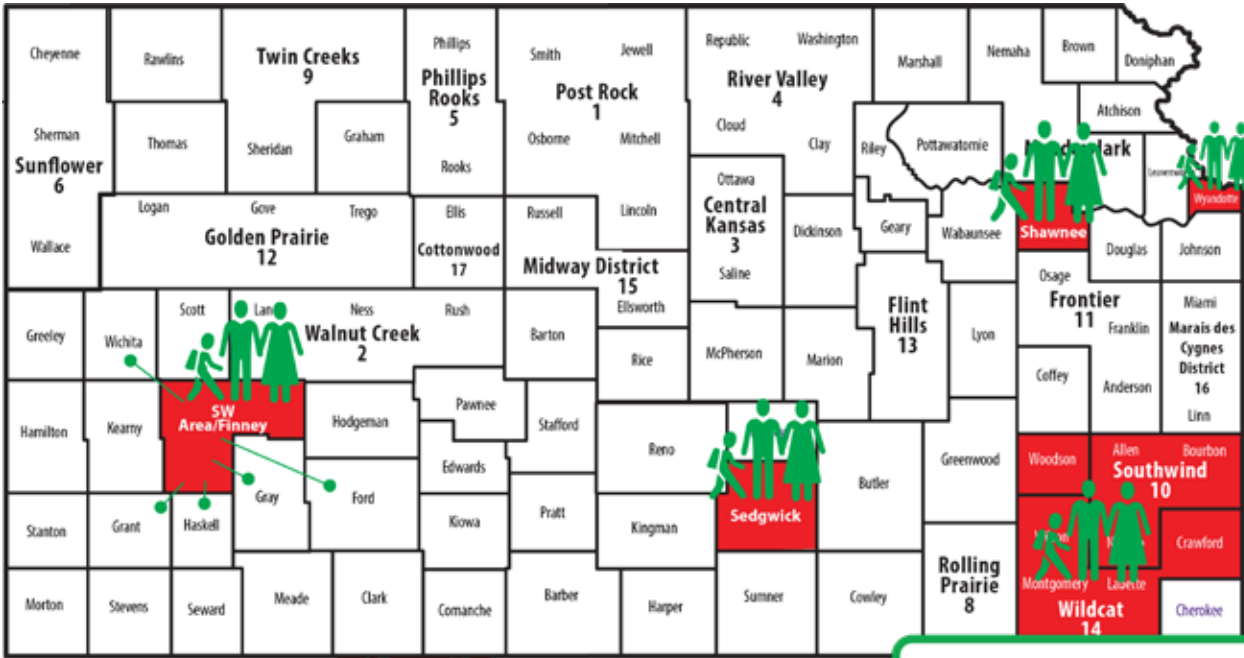 Cheyenne
Rawlins
Twin Creeks
9
Phillips
Phillips
Rooks
5
Smith
Jewell
Post Rock
1
Republic
Washington
River Valley
4
Marshall
Nemaha
Brown
Doniphan
Atchison
Sherman
Sunflower
6
Thomas
Sheridan
Graham
Rooks
Osborne
Mitchell
Cloud
Clay
Riley
Pottawatomie
Wyandotte
Wallace
Logan
Gove
Trego
Golden Prairie
12
Ellis
Cottonwood
17
Russell
Lincoln
Midway District
15
Ellsworth
Ottawa
Central
Kansas
3
Saline
Dickinson
Geary
Wabaunsee
Shawnee
Douglas
Johnson
Greeley
Wichita
Scott
Ness
Rush
Walnut Creek
2
Barton
Rice
McPherson
Marion
Flint
Hills
13
Lyon
Osage
Frontier
11
Franklin
Coffey
Anderson
Miami
Marais des
Cygnes
District
16
Linn
Hamilton
Kearny
SW
Area/Finney
Hodgeman
Pawnee
Stafford
Edwards
Reno
Sedgwick
Butler
Greenwood
Woodson
Allen
Bourbon
Southwind
10
Stanton
Grant
Haskell
Gray
Ford
Kiowa
Pratt
Kingman
Crawford
Morton
Stevens
Seward
Meade
Clark
Comanche
Barber
Harper
Sumner
Cowley
Rolling
Prairie
8
Montgomery
Labette
Wildcat
14
Cherokee